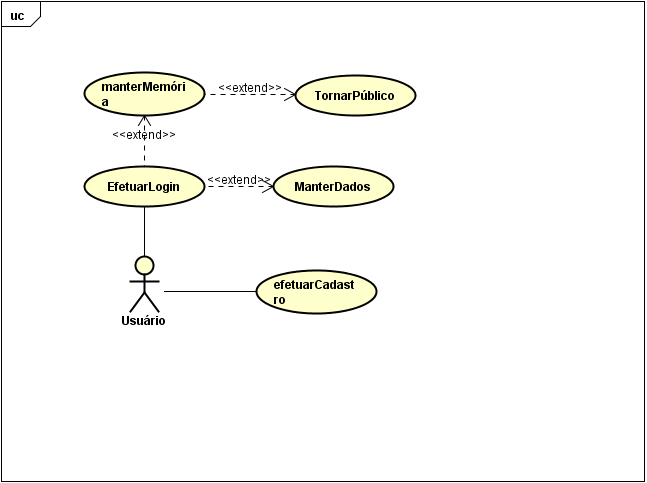 uc
manterMemóri
a
<<extend>>
TornarPúblico
<<extend>>
EfetuarLogin
<<extend>>
ManterDados
efetuarCadast
ro
Usuário